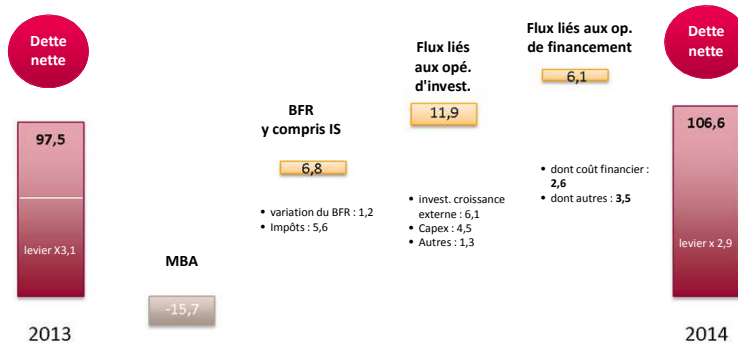 Dette
nette
97,5
levier X3,1
2013
MBA
-15,7
BFR
y compris IS
6,8
• variation du BFR : 1,2
• Impôts : 5,6
Flux liés
aux opé.
d'invest.
11,9
• invest. croissance
externe : 6,1
• Capex : 4,5
• Autres : 1,3
Flux liés aux op.
de financement
6,1
• dont coût financier :
2,6
• dont autres : 3,5
Dette
nette
106,6
levier x 2,9
2014